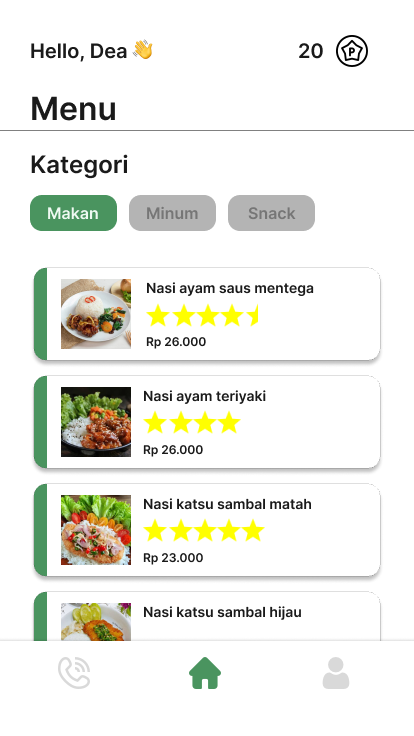 Hello, Dea 👋
20 P
Menu
Kategori
Makan Minum Snack
Nasi ayam saus mentega
Rp 26.000
Nasi ayam teriyaki
Rp 26.000
Nasi katsu sambal matah
Rp 23.000
Nasi katsu sambal hijau